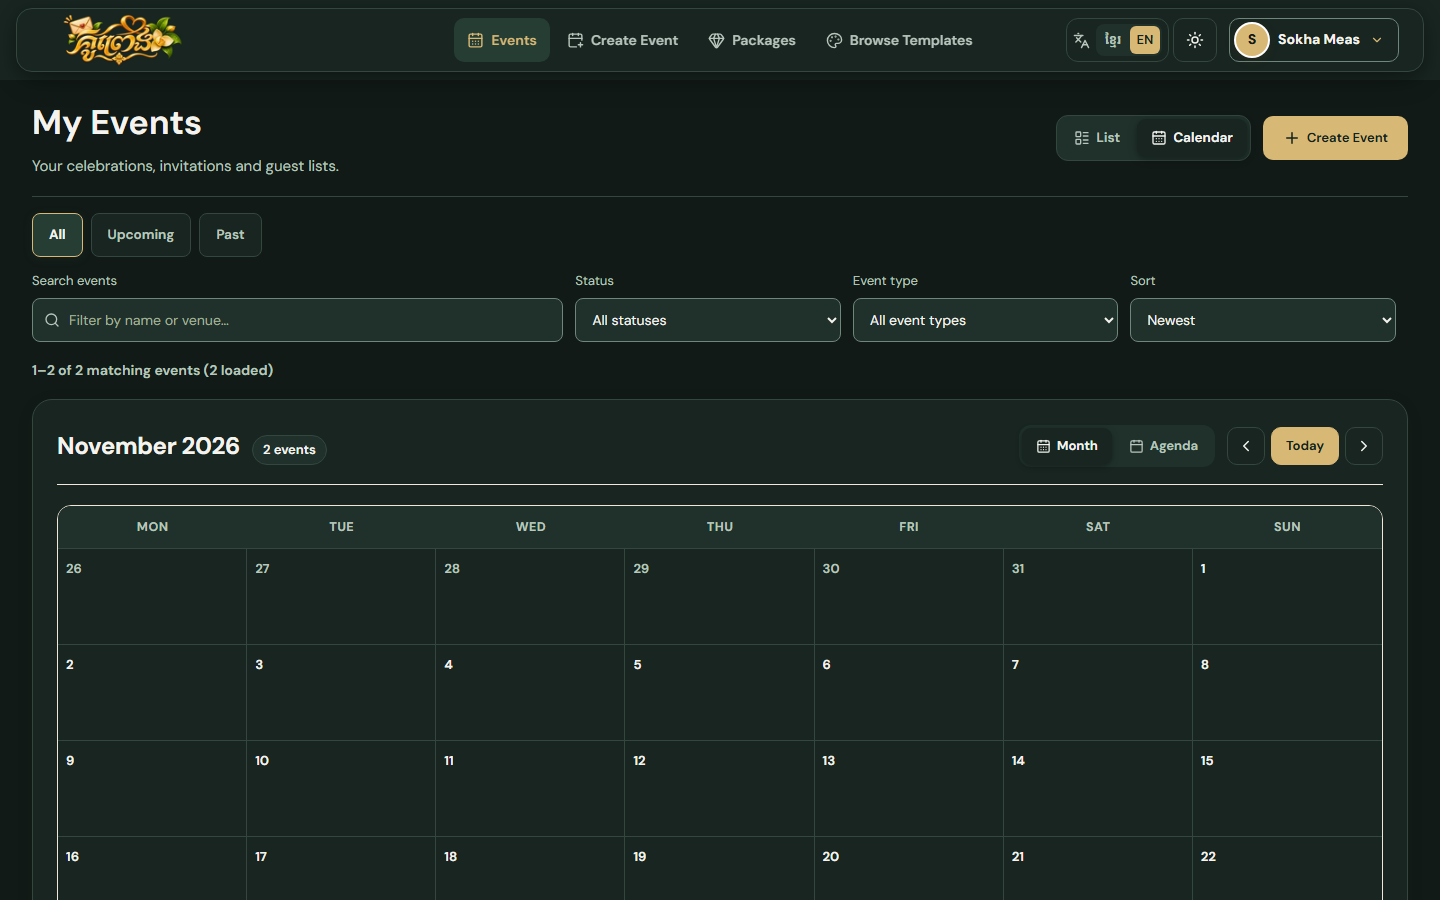 Events
Create Event
Packages
Browse Templates
ខ្មែរ
EN
S
Sokha Meas
My Events
Your celebrations, invitations and guest lists.
List
Calendar
Create Event
All
Upcoming
Past
Search events
Status
Event type
Sort
Filter by name or venue...
All statuses
All event types
Newest
1–2 of 2 matching events (2 loaded)
November 2026
2 events
Month
Agenda
Today
MON TUE WED THU FRI SAT SUN
26 27 28 29 30 31 1
2 3 4 5 6 7 8
9 10 11 12 13 14 15
16 17 18 19 20 21 22